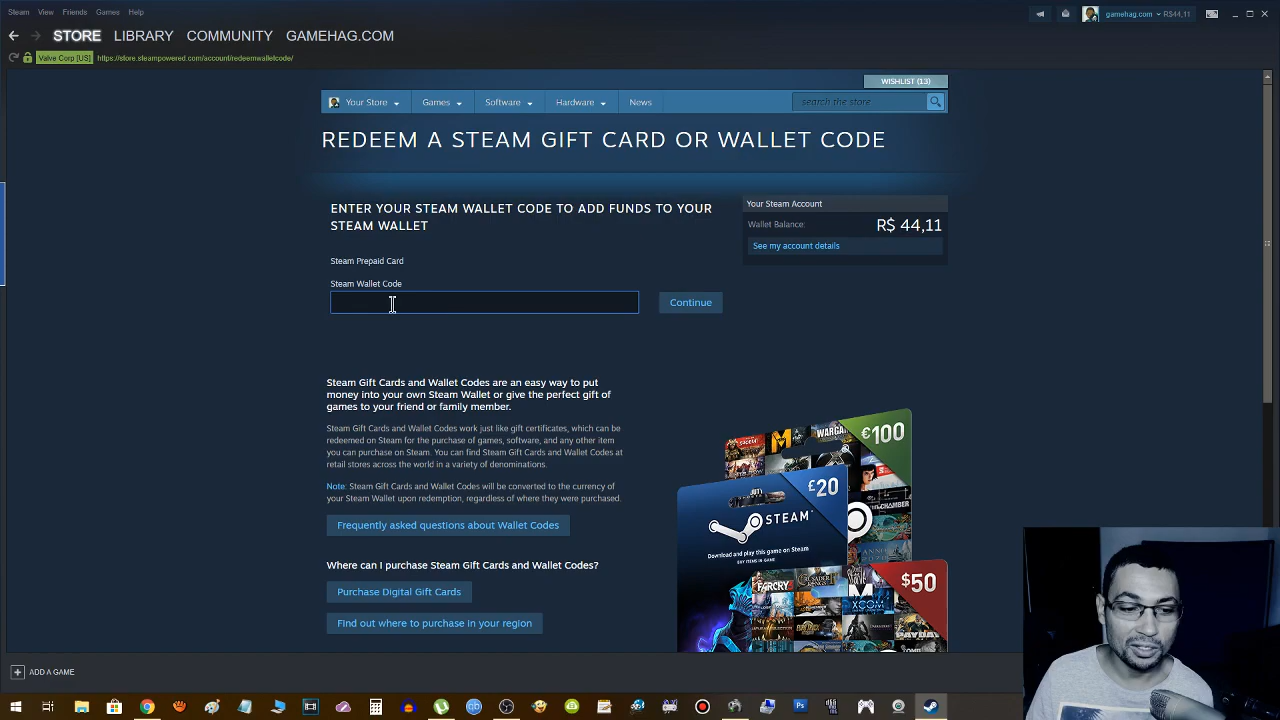 Steam View Friends Games Help
gamehag.com R$44,11
STORE LIBRARY COMMUNITY GAMEHAG.COM
Valve Corp [US] https://store.steampowered.com/account/redeemwalletcode/
WISHLIST (13)
Your Store Games Software Hardware News search the store
REDEEM A STEAM GIFT CARD OR WALLET CODE
ENTER YOUR STEAM WALLET CODE TO ADD FUNDS TO YOUR
STEAM WALLET
Steam Prepaid Card
Steam Wallet Code
Continue
Your Steam Account
Wallet Balance: R$ 44,11
See my account details
Steam Gift Cards and Wallet Codes are an easy way to put
money into your own Steam Wallet or give the perfect gift of
games to your friend or family member.
Steam Gift Cards and Wallet Codes work just like gift certificates, which can be
redeemed on Steam for the purchase of games, software, and any other item
you can purchase on Steam. You can find Steam Gift Cards and Wallet Codes at
retail stores across the world in a variety of denominations.
Note: Steam Gift Cards and Wallet Codes will be converted to the currency of
your Steam Wallet upon redemption, regardless of where they were purchased.
Frequently asked questions about Wallet Codes
Where can I purchase Steam Gift Cards and Wallet Codes?
Purchase Digital Gift Cards
Find out where to purchase in your region
€100
£20
STEAM
Download and play this game on Steam
$50
FARCRY
XCOM
PAYDAY
ADD A GAME
Ps